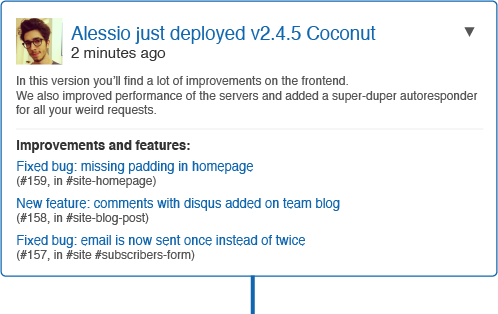 Alessio just deployed v2.4.5 Coconut
2 minutes ago
In this version you'll find a lot of improvements on the frontend.
We also improved performance of the servers and added a super-duper autoresponder
for all your weird requests.
Improvements and features:
Fixed bug: missing padding in homepage
(#159, in #site-homepage)
New feature: comments with disqus added on team blog
(#158, in #site-blog-post)
Fixed bug: email is now sent once instead of twice
(#157, in #site #subscribers-form)